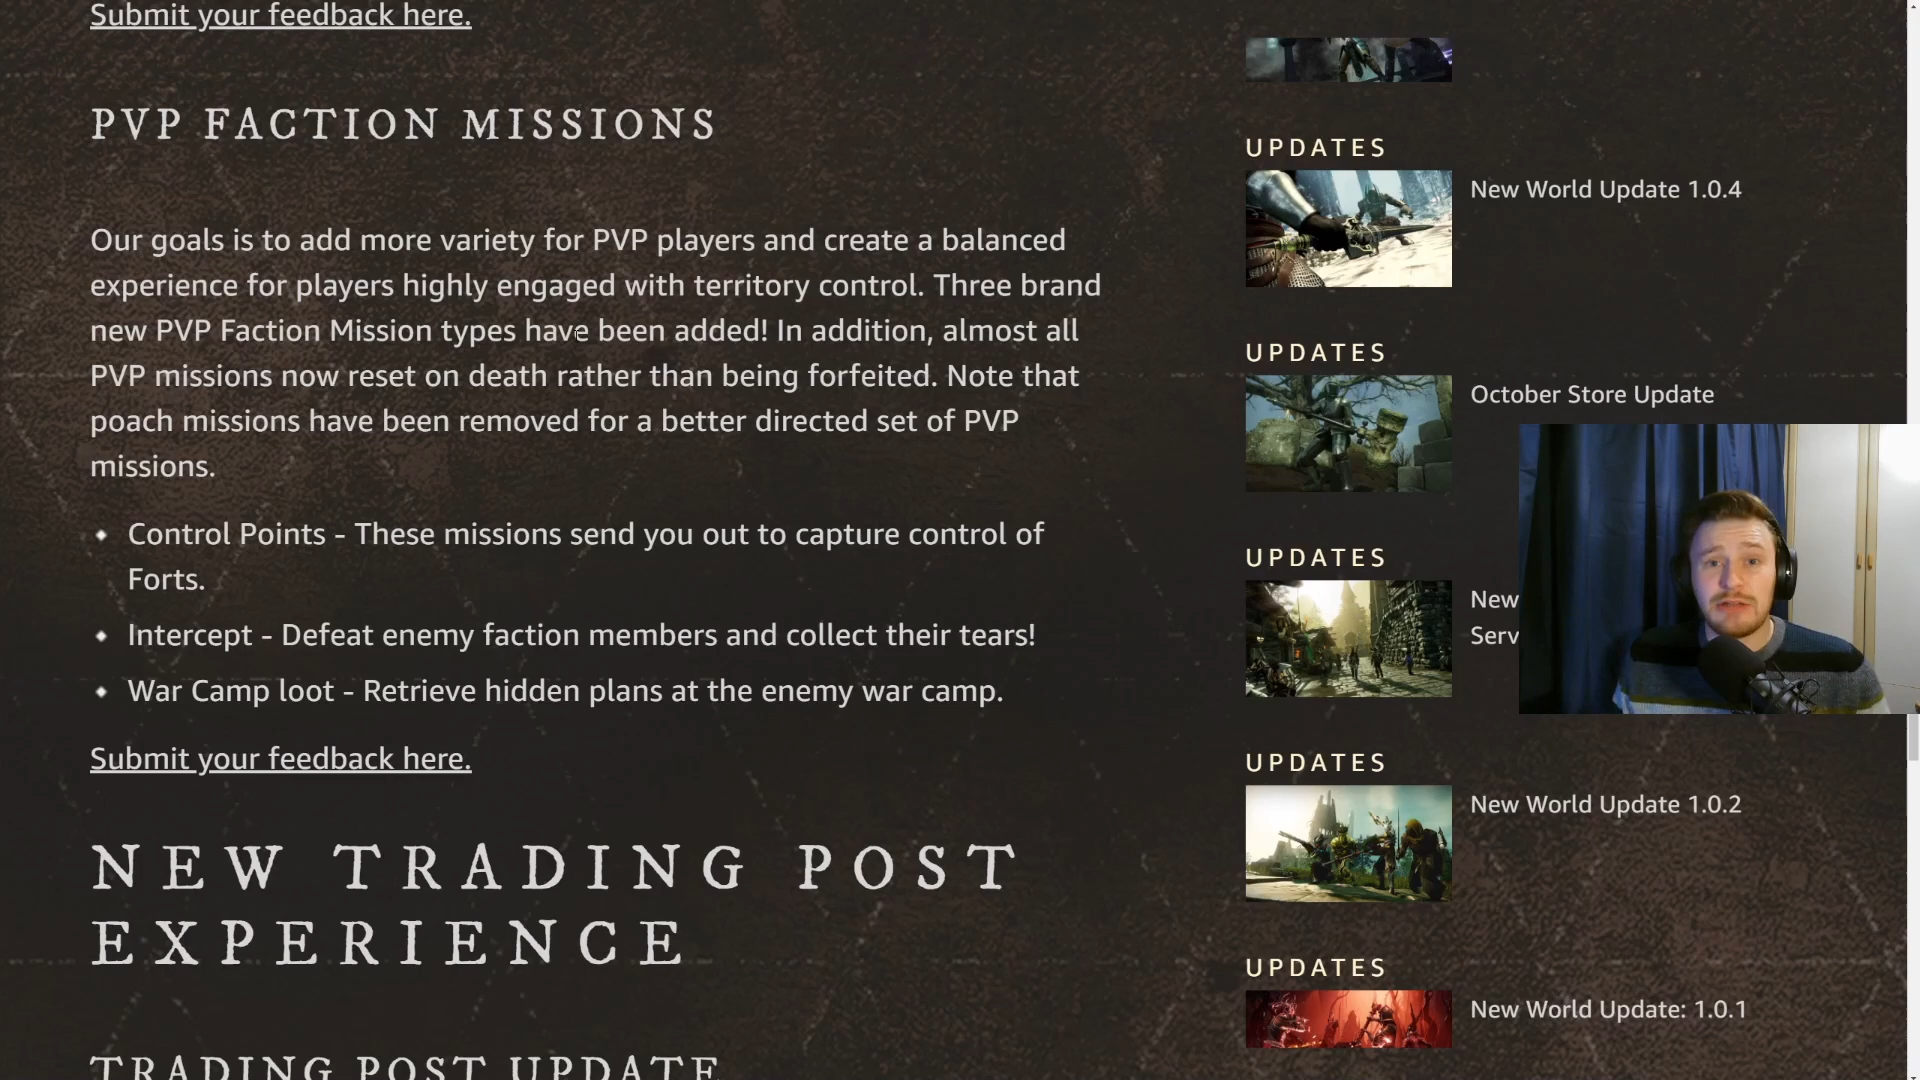 Submit your feedback here.
PVP FACTION MISSIONS
Our goals is to add more variety for PVP players and create a balanced
experience for players highly engaged with territory control. Three brand
new PVP Faction Mission types have been added! In addition, almost all
PVP missions now reset on death rather than being forfeited. Note that
poach missions have been removed for a better directed set of PVP
missions.
Control Points - These missions send you out to capture control of
Forts.
Intercept - Defeat enemy faction members and collect their tears!
War Camp loot - Retrieve hidden plans at the enemy war camp.
Submit your feedback here.
NEW TRADING POST
EXPERIENCE
TRADING POST UPDATE
UPDATES
New World Update 1.0.4
UPDATES
October Store Update
UPDATES
New
Serv
UPDATES
New World Update 1.0.2
UPDATES
New World Update: 1.0.1